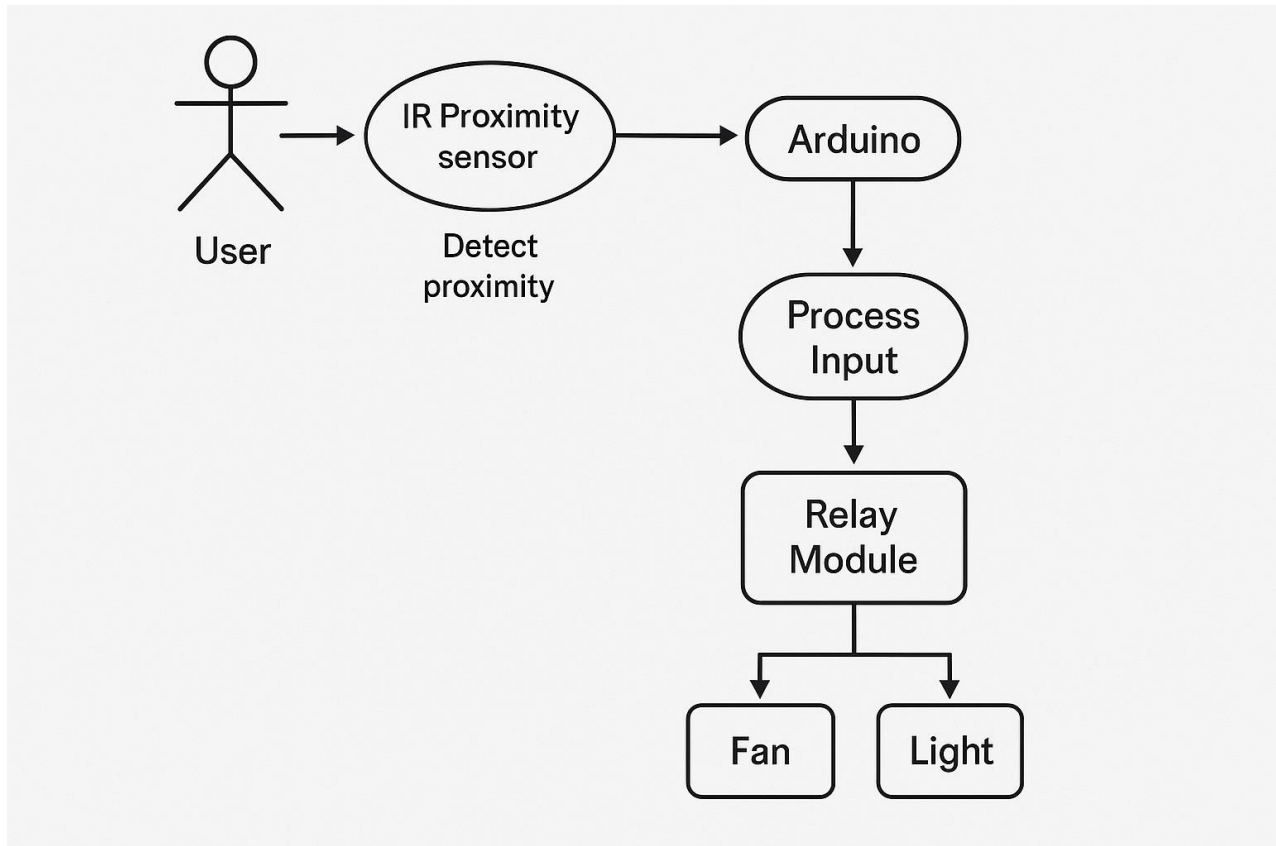 IR Proximity
sensor
Arduino
User
Detect
proximity
Process
Input
Relay
Module
Fan
Light